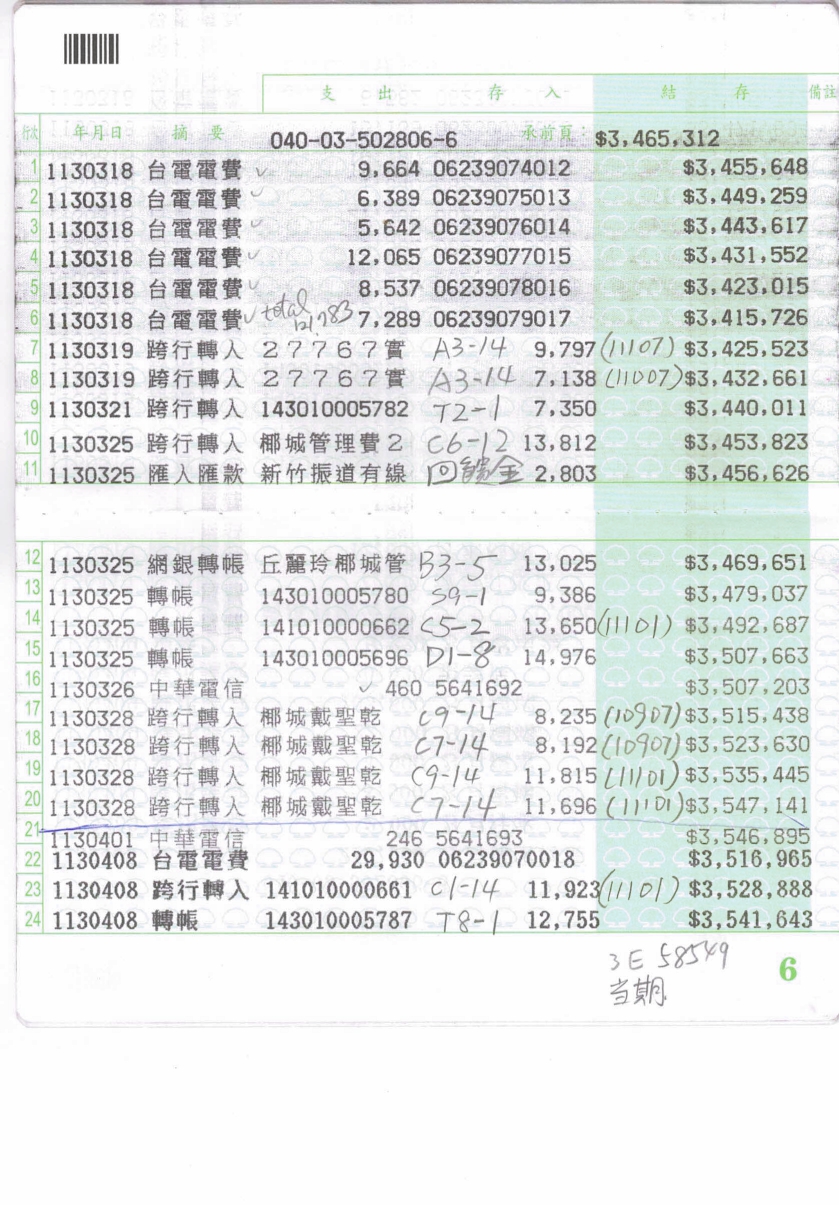 支 出 存 入 結 存 備註
行次 年月日 摘 要 040-03-502806-6 承前頁: $3,465,312
1 1130318 台電電費 ✓ 9,664 06239074012 $3,455,648
2 1130318 台電電費 ✓ 6,389 06239075013 $3,449,259
3 1130318 台電電費 ✓ 5,642 06239076014 $3,443,617
4 1130318 台電電費 ✓ 12,065 06239077015 $3,431,552
5 1130318 台電電費 ✓ 8,537 06239078016 $3,423,015
6 1130318 台電電費 ✓ total 7,289 06239079017 $3,415,726
7 1130319 跨行轉入 27767實 A3-14 9,797 (11107) $3,425,523
8 1130319 跨行轉入 27767實 A3-14 7,138 (11007) $3,432,661
9 1130321 跨行轉入 143010005782 T2-1 7,350 $3,440,011
10 1130325 跨行轉入 椰城管理費2 C6-12 13,812 $3,453,823
11 1130325 匯入匯款 新竹振道有線 回饋金 2,803 $3,456,626
12 1130325 網銀轉帳 丘麗玲椰城管 B3-5 13,025 $3,469,651
13 1130325 轉帳 143010005780 S9-1 9,386 $3,479,037
14 1130325 轉帳 141010000662 C5-2 13,650 (11101) $3,492,687
15 1130325 轉帳 143010005696 D1-8 14,976 $3,507,663
16 1130326 中華電信 ✓ 460 5641692 $3,507,203
17 1130328 跨行轉入 椰城戴聖乾 C9-14 8,235 (10907) $3,515,438
18 1130328 跨行轉入 椰城戴聖乾 C7-14 8,192 (10907) $3,523,630
19 1130328 跨行轉入 椰城戴聖乾 C9-14 11,815 (11101) $3,535,445
20 1130328 跨行轉入 椰城戴聖乾 C7-14 11,696 (11101) $3,547,141
21 1130401 中華電信 246 5641693 $3,546,895
22 1130408 台電電費 29,930 06239070018 $3,516,965
23 1130408 跨行轉入 141010000661 C1-14 11,923 (11101) $3,528,888
24 1130408 轉帳 143010005787 T8-1 12,755 $3,541,643
3E 58549
当期
6